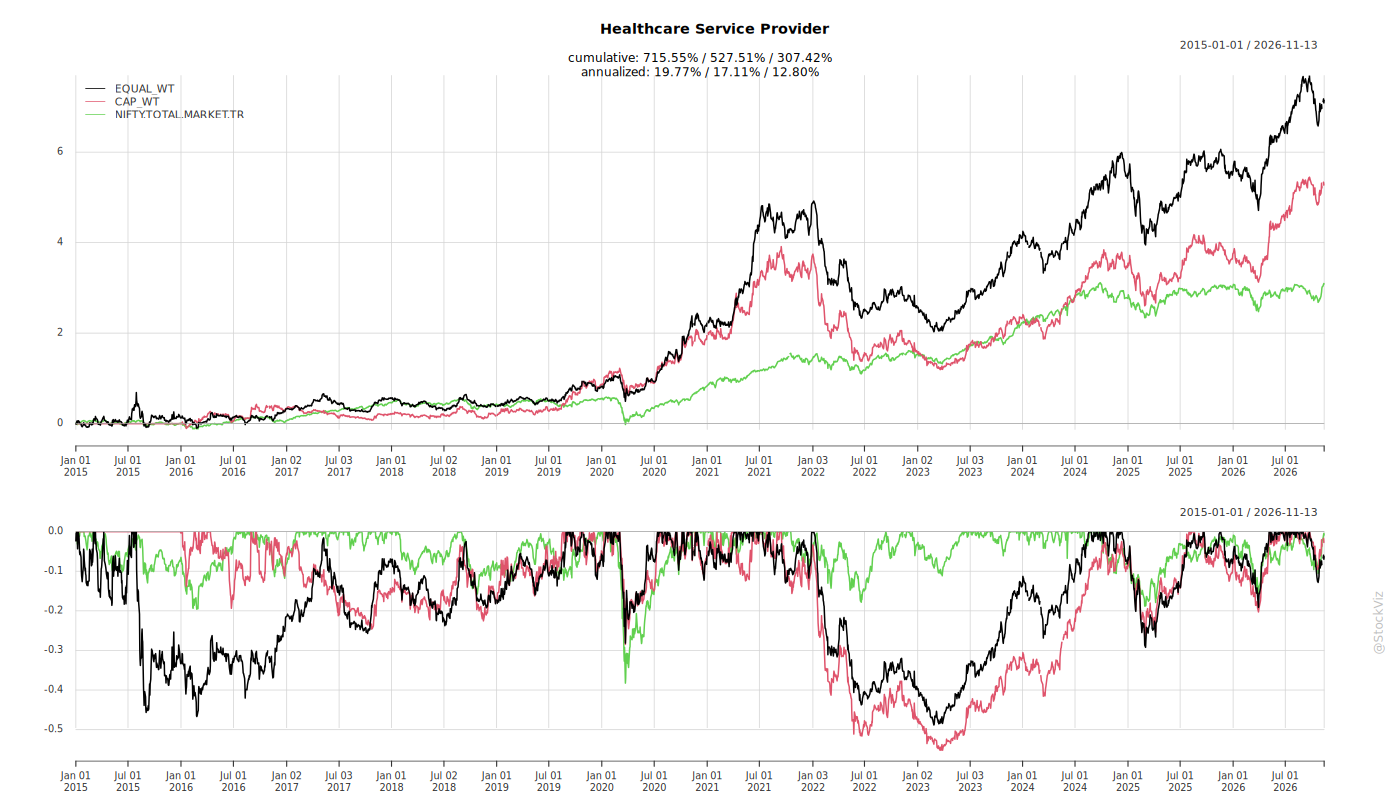 Healthcare Service Provider
2015-01-01 / 2026-11-13
cumulative: 715.55% / 527.51% / 307.42%
annualized: 19.77% / 17.11% / 12.80%
EQUAL_WT
CAP_WT
NIFTY.TOTAL.MARKET.TR
6
4
2
0
Jan 01 Jul 01 Jan 01 Jul 01 Jan 02 Jul 03 Jan 01 Jul 02 Jan 01 Jul 01 Jan 01 Jul 01 Jan 01 Jul 01 Jan 03 Jul 01 Jan 02 Jul 03 Jan 01 Jul 01 Jan 01 Jul 01 Jan 01 Jul 01
2015 2015 2016 2016 2017 2017 2018 2018 2019 2019 2020 2020 2021 2021 2022 2022 2023 2023 2024 2024 2025 2025 2026 2026
2015-01-01 / 2026-11-13
0.0
-0.1
-0.2
-0.3
-0.4
-0.5
Jan 01 Jul 01 Jan 01 Jul 01 Jan 02 Jul 03 Jan 01 Jul 02 Jan 01 Jul 01 Jan 01 Jul 01 Jan 01 Jul 01 Jan 03 Jul 01 Jan 02 Jul 03 Jan 01 Jul 01 Jan 01 Jul 01 Jan 01 Jul 01
2015 2015 2016 2016 2017 2017 2018 2018 2019 2019 2020 2020 2021 2021 2022 2022 2023 2023 2024 2024 2025 2025 2026 2026
@StockViz